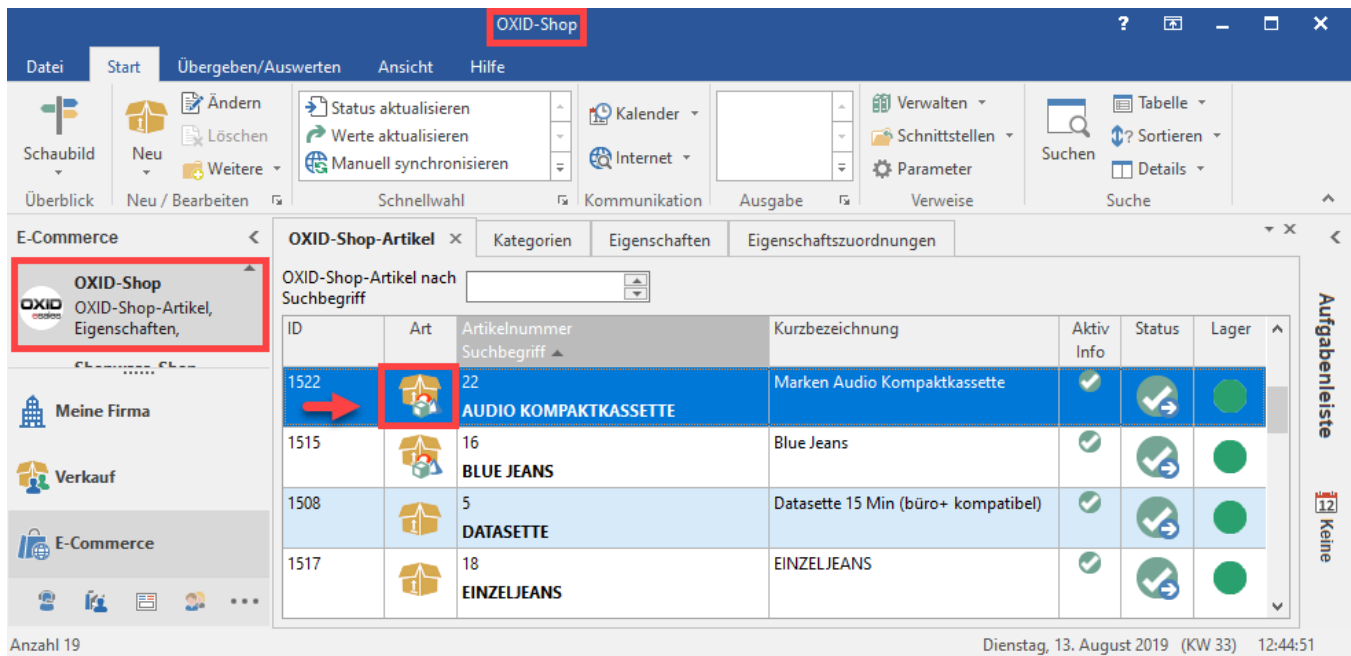 OXID-Shop
?
Datei Start Übergeben/Auswerten Ansicht Hilfe
Schaubild
Überblick
Neu
Ändern
Löschen
Weitere
Neu / Bearbeiten
Status aktualisieren
Werte aktualisieren
Manuell synchronisieren
Schnellwahl
Kalender
Internet
Kommunikation
Ausgabe
Verwalten
Schnittstellen
Parameter
Verweise
Suchen
Tabelle
Sortieren
Details
Suche
E-Commerce
OXID-Shop
OXID-Shop-Artikel,
Eigenschaften,
OXID
esales
Meine Firma
Verkauf
E-Commerce
OXID-Shop-Artikel Kategorien Eigenschaften Eigenschaftszuordnungen
OXID-Shop-Artikel nach
Suchbegriff
ID Art Artikelnummer Kurzbezeichnung Aktiv Status Lager
Suchbegriff Info
1522 22 Marken Audio Kompaktkassette
AUDIO KOMPAKTKASSETTE
1515 16 Blue Jeans
BLUE JEANS
1508 5 Datasette 15 Min (büro+ kompatibel)
DATASETTE
1517 18 EINZELJEANS
EINZELJEANS
Aufgabenleiste
12 Keine
Anzahl 19 Dienstag, 13. August 2019 (KW 33) 12:44:51